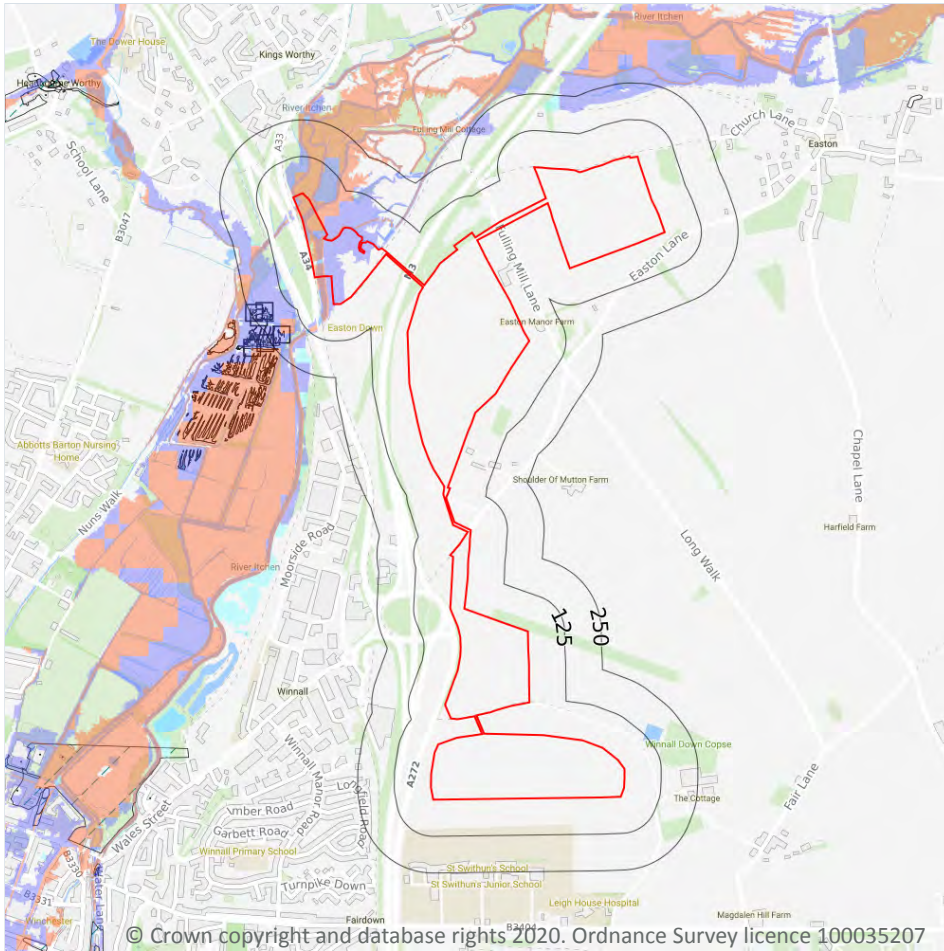 River Itchen
The Dower House
Kings Worthy
River Itchen
Fulling Mill Cottage
Church Lane
Easton
A33
School Lane
B3047
A34
M3
Fulling Mill Lane
Easton Lane
Easton Down
Easton Manor Farm
Abbotts Barton Nursing
Home
Nuns Walk
Shoulder Of Mutton Farm
Chapel Lane
Harfield Farm
Moorside Road
River Itchen
Long Walk
125
250
Winnall
Winnall Manor Road
Longfield Road
A272
Winnall Down Copse
The Cottage
Fair Lane
Wales Street
Garbett Road
Winnall Primary School
Turnpike Down
St Swithun's School
St Swithun's Junior School
Leigh House Hospital
B3330
B3331
Water Lane
Winchester
Fairdown
B3404
Magdalen Hill Farm
© Crown copyright and database rights 2020. Ordnance Survey licence 100035207